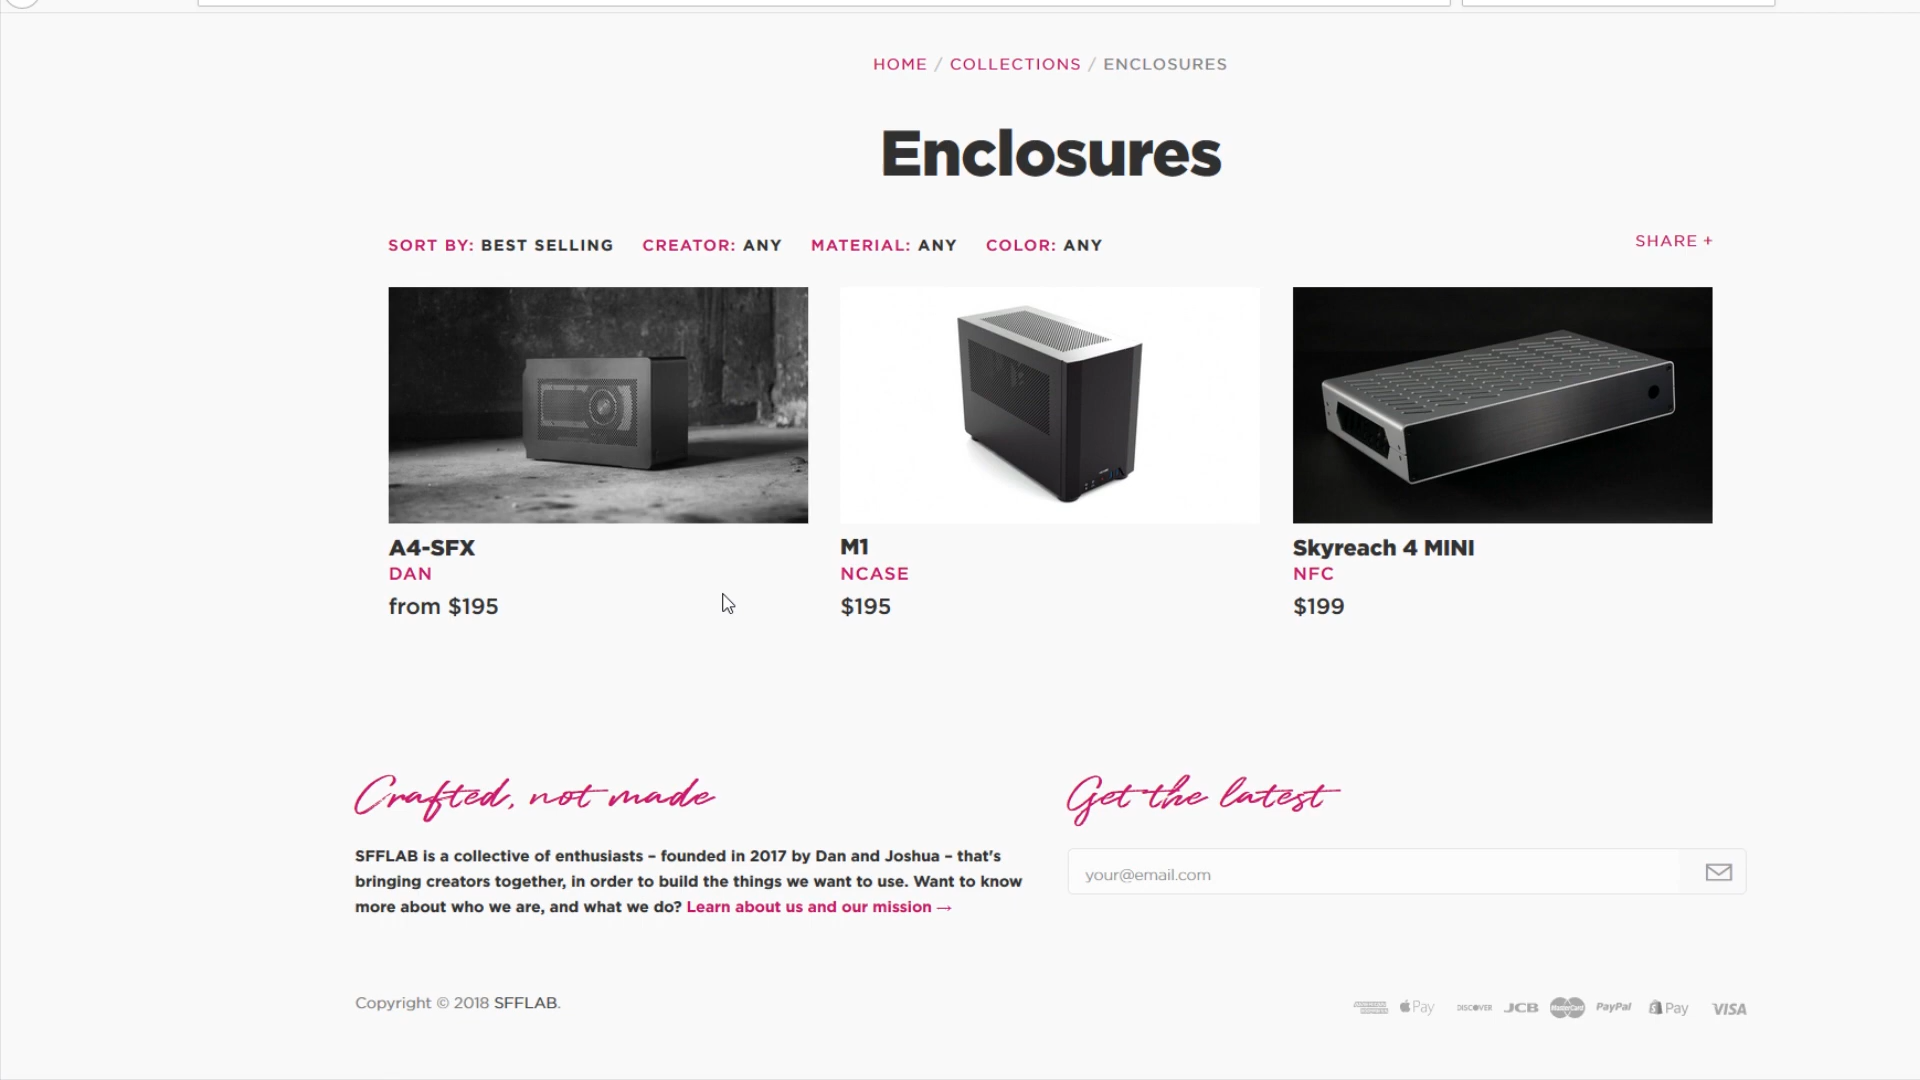 HOME / COLLECTIONS / ENCLOSURES
Enclosures
SORT BY: BEST SELLING CREATOR: ANY MATERIAL: ANY COLOR: ANY
SHARE +
A4-SFX
DAN
from $195
M1
NCASE
$195
Skyreach 4 MINI
NFC
$199
Crafted, not made
SFFLAB is a collective of enthusiasts – founded in 2017 by Dan and Joshua – that's
bringing creators together, in order to build the things we want to use. Want to know
more about who we are, and what we do? Learn about us and our mission →
Get the latest
your@email.com
Copyright © 2018 SFFLAB.
Pay DISCOVER JCB MasterCard PayPal Pay VISA